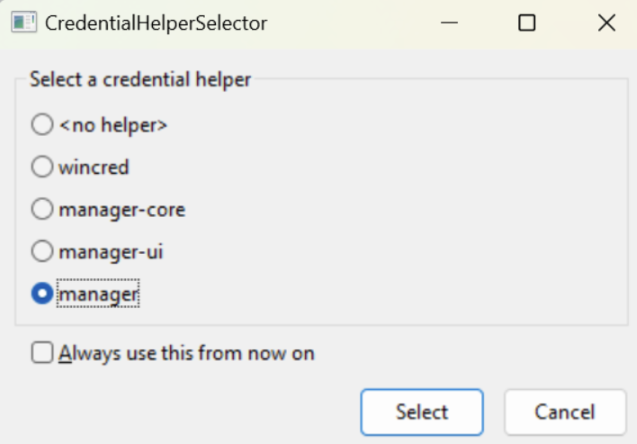 CredentialHelperSelector
Select a credential helper
<no helper>
wincred
manager-core
manager-ui
manager
Always use this from now on
Select
Cancel